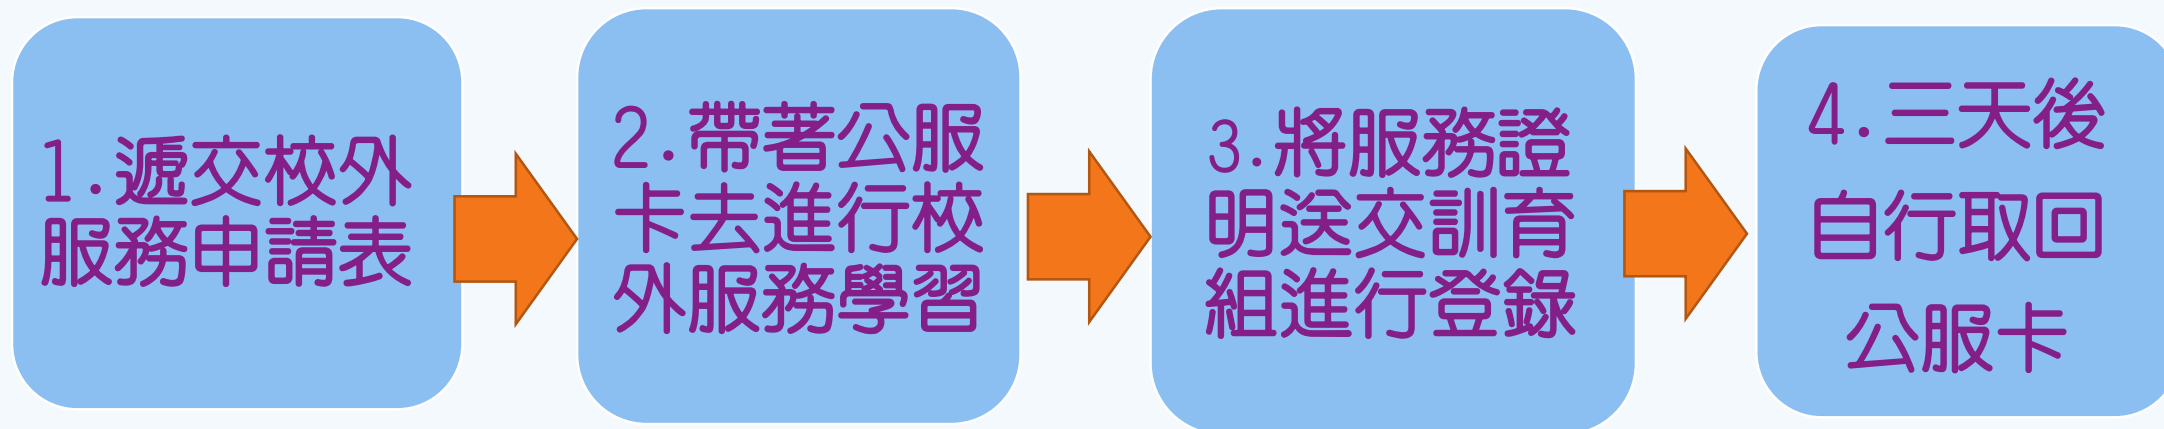 1.遞交校外
服務申請表
2.帶著公服
卡去進行校
外服務學習
3.將服務證
明送交訓育
組進行登錄
4.三天後
自行取回
公服卡